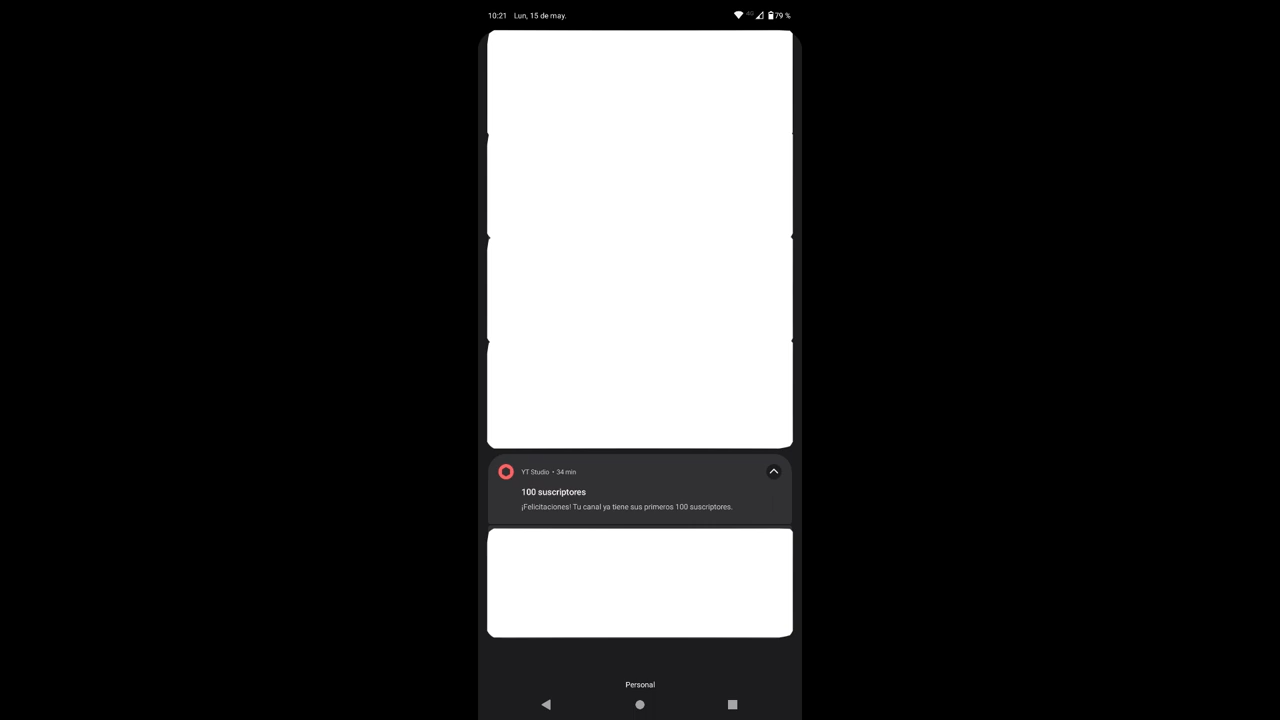 10:21 Lun, 15 de may. 4G 79 %
YT Studio • 34 min
100 suscriptores
¡Felicitaciones! Tu canal ya tiene sus primeros 100 suscriptores.
Personal